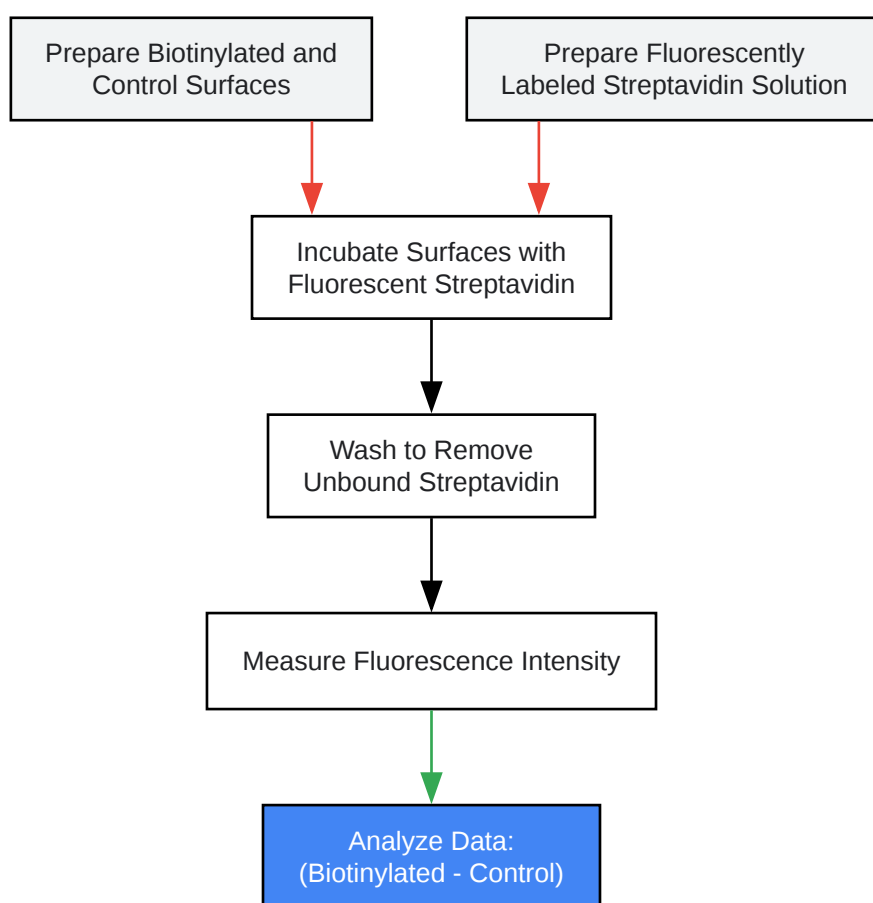 Prepare Biotinylated and
Control Surfaces
Prepare Fluorescently
Labeled Streptavidin Solution
Incubate Surfaces with
Fluorescent Streptavidin
Wash to Remove
Unbound Streptavidin
Measure Fluorescence Intensity
Analyze Data:
(Biotinylated - Control)